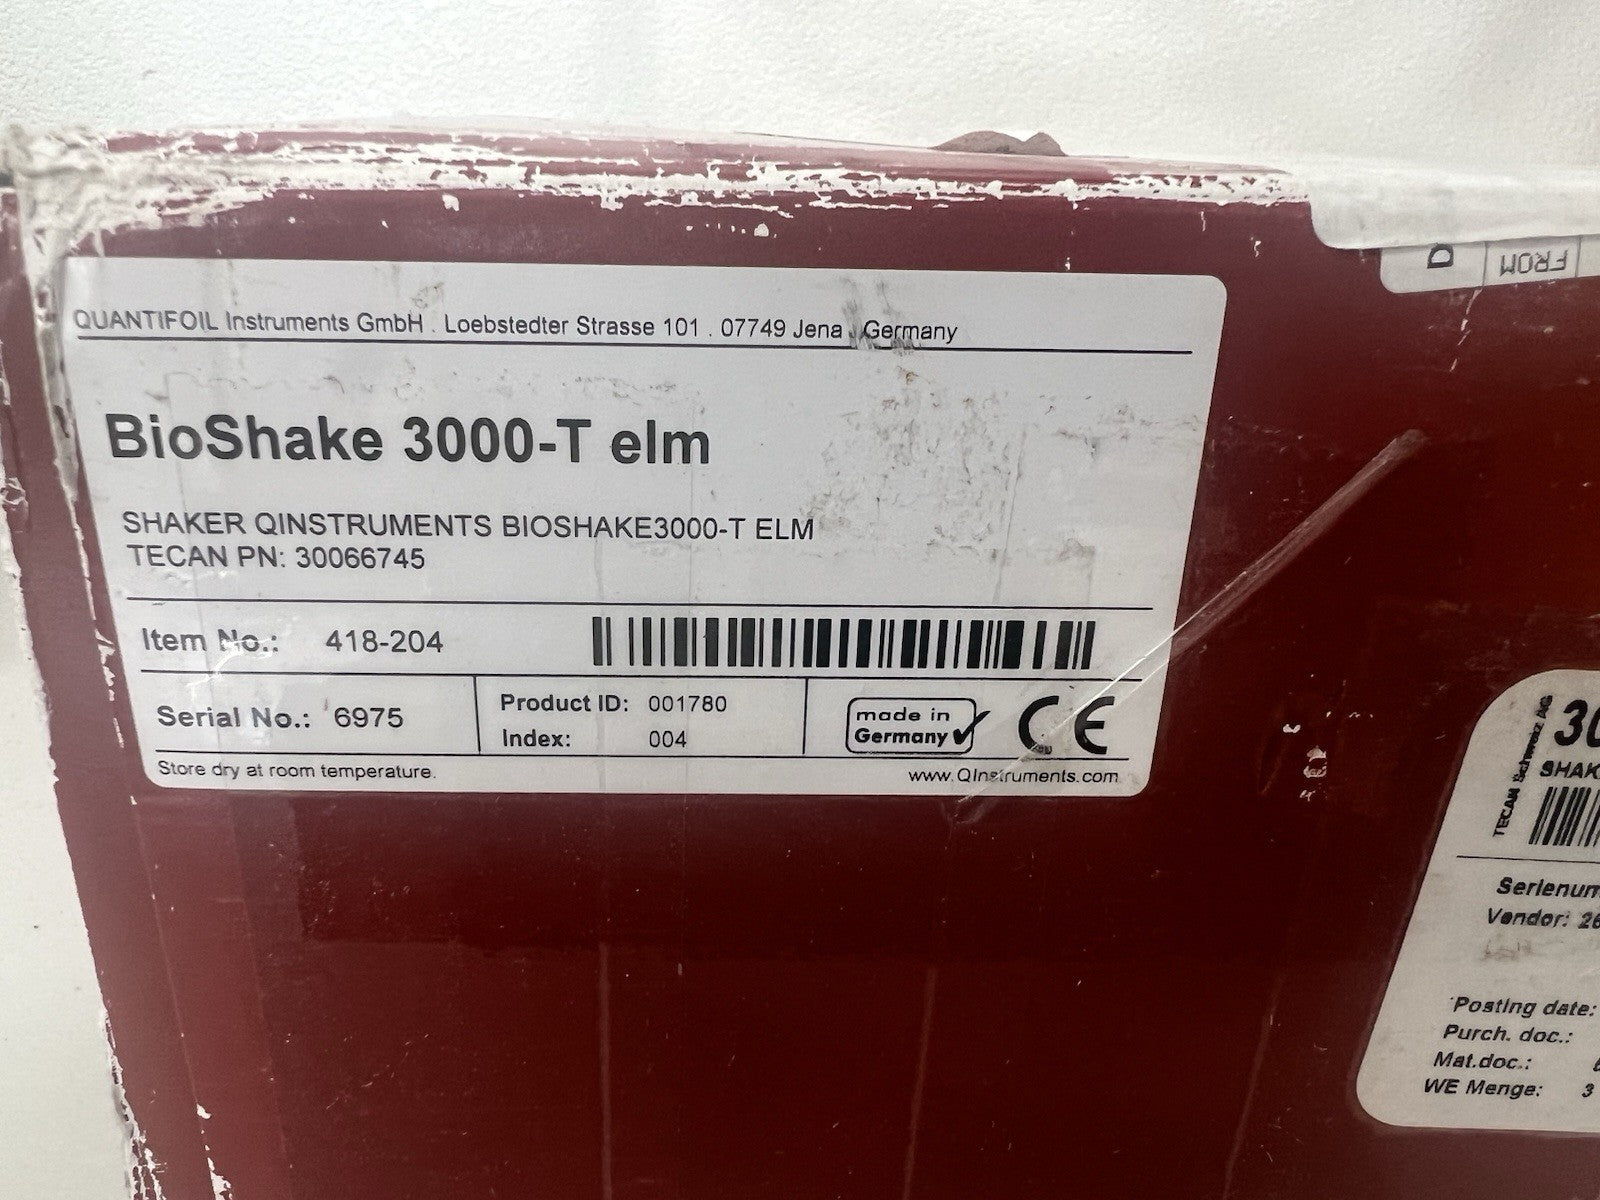 QUANTIFOIL Instruments GmbH . Loebstedter Strasse 101 . 07749 Jena . Germany
BioShake 3000-T elm
SHAKER QINSTRUMENTS BIOSHAKE3000-T ELM
TECAN PN: 30066745
Item No.: 418-204
Serial No.: 6975
Product ID: 001780
Index: 004
made in
Germany
CE
Store dry at room temperature.
www.QInstruments.com
FROM
D
TECAN Schweiz AG
30
SHAK
Serienum
Vendor: 26
Posting date:
Purch. doc.:
Mat.doc.:
WE Menge: 3